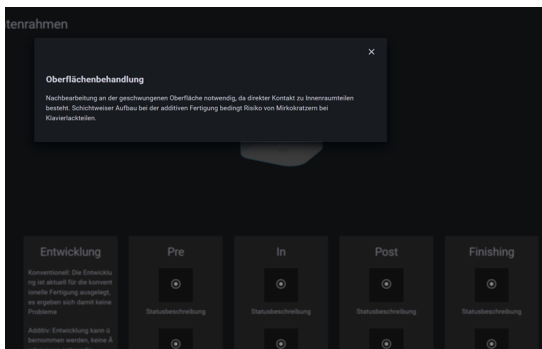 tenrahmen
×
Oberflächenbehandlung
Nachbearbeitung an der geschwungenen Oberfläche notwendig, da direkter Kontakt zu Innenraumteilen
besteht. Schichtweiser Aufbau bei der additiven Fertigung bedingt Risiko von Mirkokratzern bei
Klavierlackteilen.
Entwicklung
Konventionell: Die Entwicklu
ng ist aktuell für die konvent
ionelle Fertigung ausgelegt,
es ergeben sich damit keine
Probleme
Additiv: Entwicklung kann ü
bernommen werden, keine Ä
Pre
Statusbeschreibung
In
Statusbeschreibung
Post
Statusbeschreibung
Finishing
Statusbeschreibung